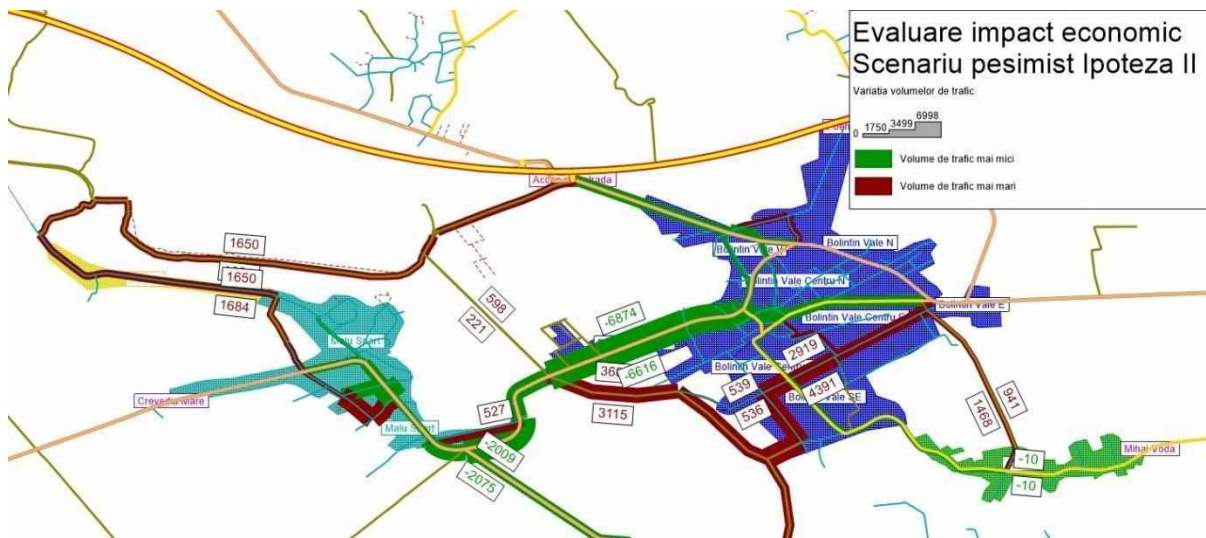 Evaluare impact economic
Scenariu pesimist Ipoteza II
Variatia volumelor de trafic
0 1750 3499 6998
Volume de trafic mai mici
Volume de trafic mai mari
Bolintin Vale N
1650
1650
1684
598
221
Bolintin Vale Centru N
Bolintin Vale E
-6874
Bolintin Vale Centru
-6616
2919
Malu Spart
539
4391
941
Crevedia Mare
3115
536
1468
527
Malu Spart
-2009
-2075
-10
-10
Mihai Voda